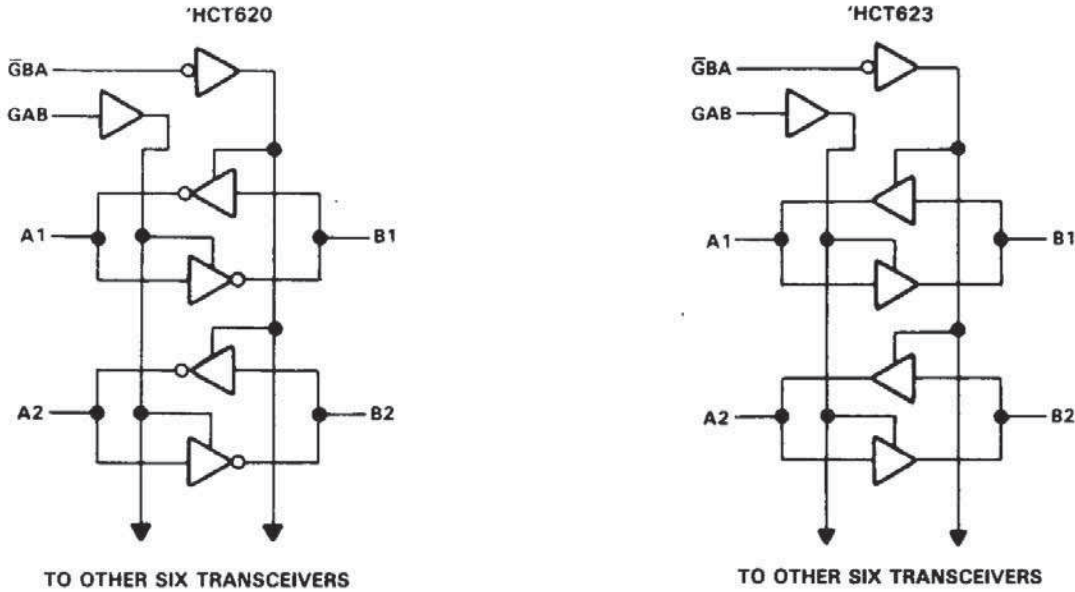 'HCT620
ḠBA
GAB
A1
B1
A2
B2
TO OTHER SIX TRANSCEIVERS
'HCT623
ḠBA
GAB
A1
B1
A2
B2
TO OTHER SIX TRANSCEIVERS